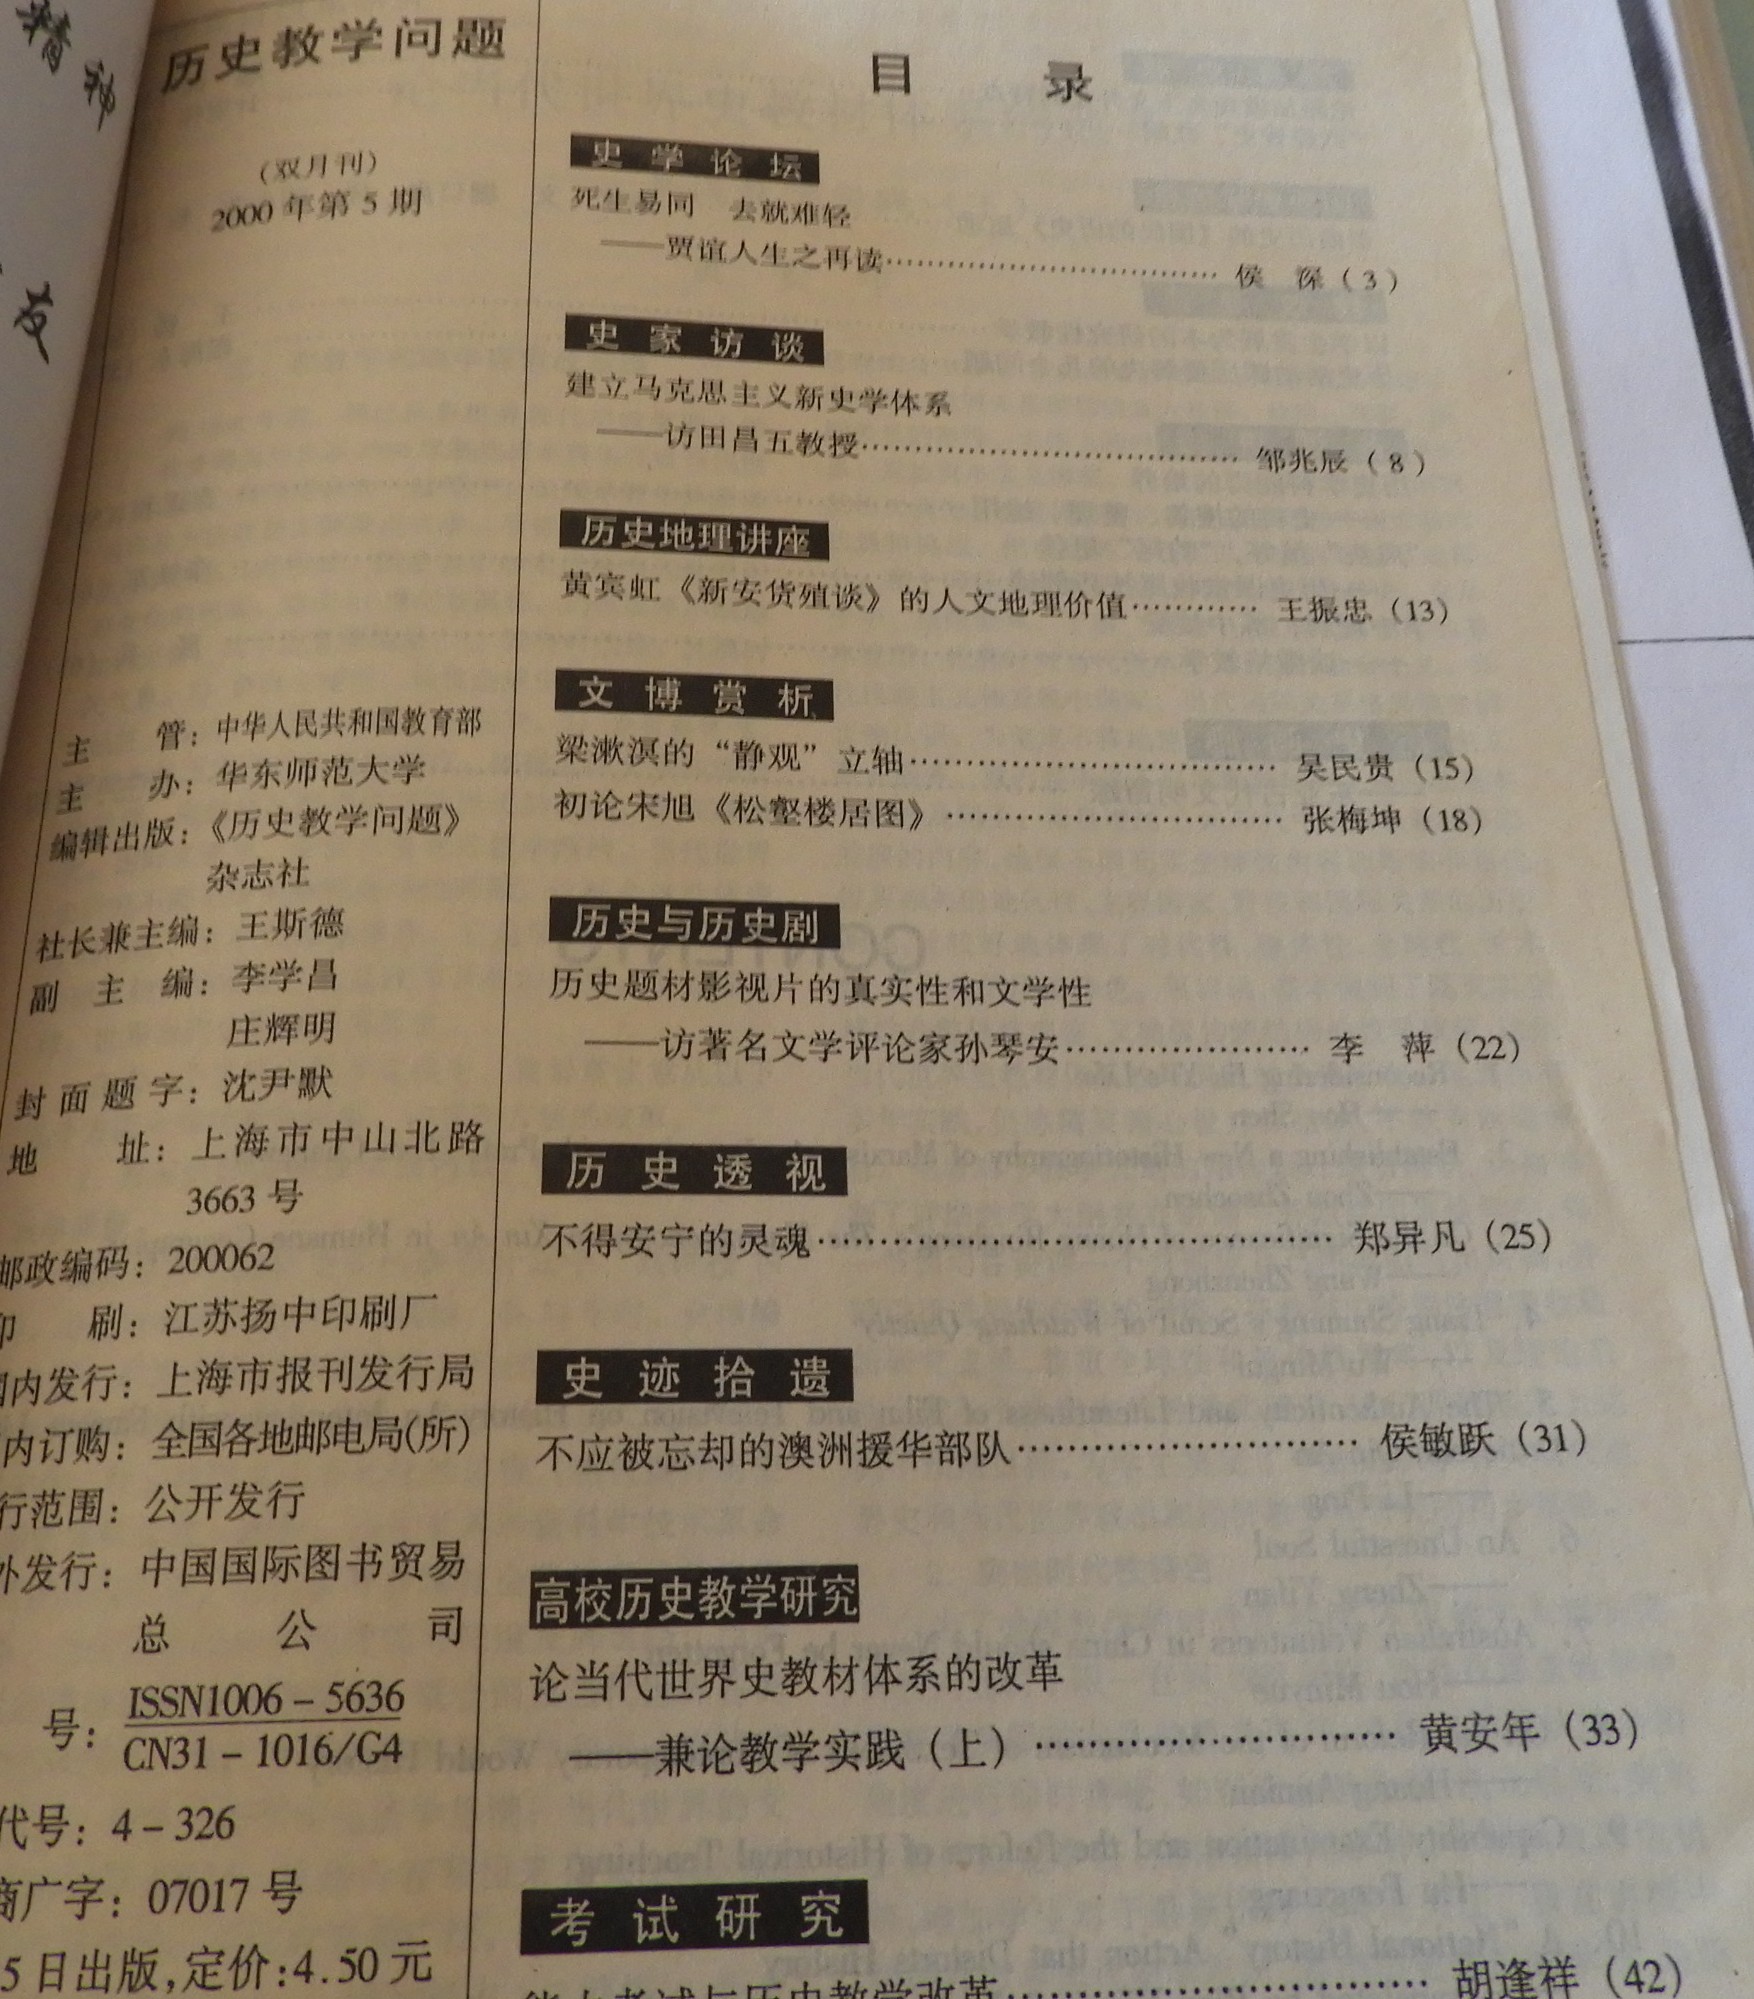 精神
友
历史教学问题
(双月刊)
2000年第5期
主 管：中华人民共和国教育部
主 办：华东师范大学
编辑出版：《历史教学问题》
杂志社
社长兼主编：王斯德
副 主 编：李学昌
庄辉明
封面题字：沈尹默
地 址：上海市中山北路
3663号
邮政编码：200062
印 刷：江苏扬中印刷厂
国内发行：上海市报刊发行局
内订购：全国各地邮电局(所)
行范围：公开发行
外发行：中国国际图书贸易
总 公 司
号：ISSN1006－5636
CN31－1016/G4
代号：4－326
商广字：07017号
5日出版,定价:4.50元
目 录
史学论坛
死生易同 去就难轻
——贾谊人生之再读……………………………侯 深（3）
史家访谈
建立马克思主义新史学体系
——访田昌五教授………………………………邹兆辰（8）
历史地理讲座
黄宾虹《新安货殖谈》的人文地理价值…………王振忠（13）
文博赏析
梁漱溟的“静观”立轴……………………………吴民贵（15）
初论宋旭《松壑楼居图》…………………………张梅坤（18）
历史与历史剧
历史题材影视片的真实性和文学性
——访著名文学评论家孙琴安…………………李 萍（22）
历史透视
不得安宁的灵魂……………………………………郑异凡（25）
史迹拾遗
不应被忘却的澳洲援华部队………………………侯敏跃（31）
高校历史教学研究
论当代世界史教材体系的改革
——兼论教学实践（上）…………………………黄安年（33）
考试研究
能力考试与历史教学改革…………………………胡逢祥（42）